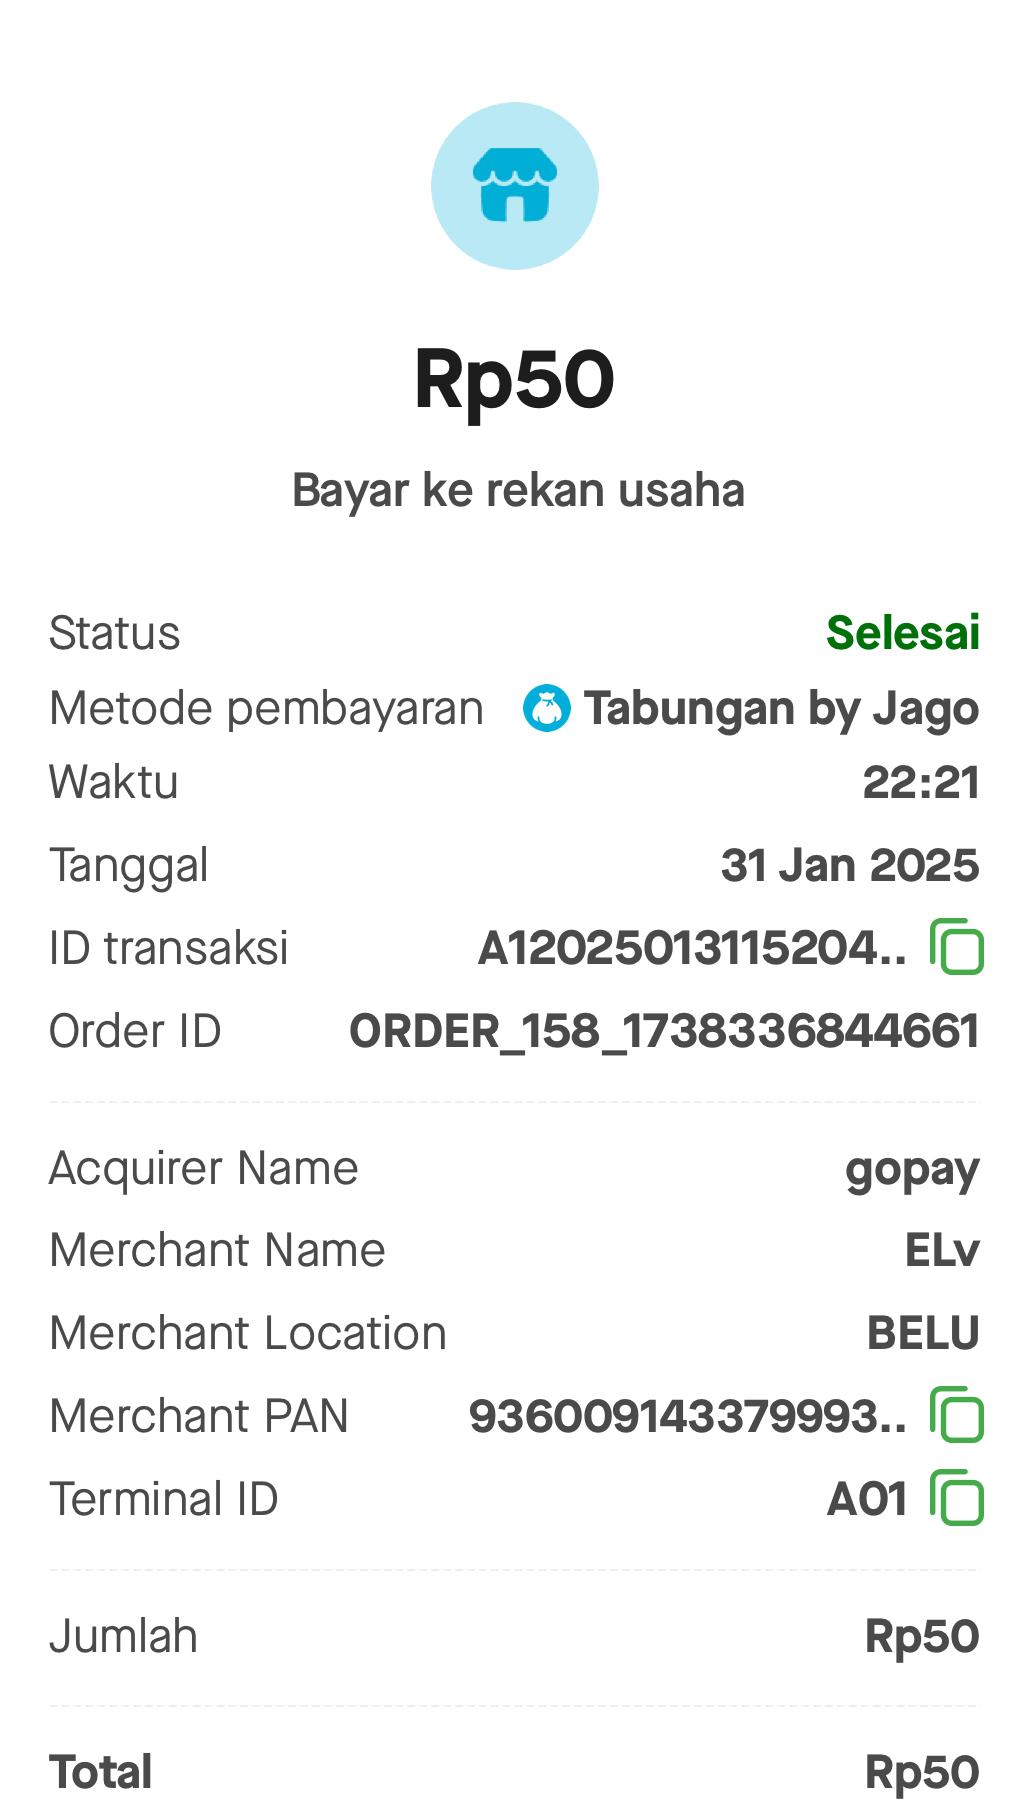 Rp50
Bayar ke rekan usaha
Status Selesai
Metode pembayaran Tabungan by Jago
Waktu 22:21
Tanggal 31 Jan 2025
ID transaksi A12025013115204..
Order ID ORDER_158_1738336844661
Acquirer Name gopay
Merchant Name ELv
Merchant Location BELU
Merchant PAN 936009143379993..
Terminal ID A01
Jumlah Rp50
Total Rp50